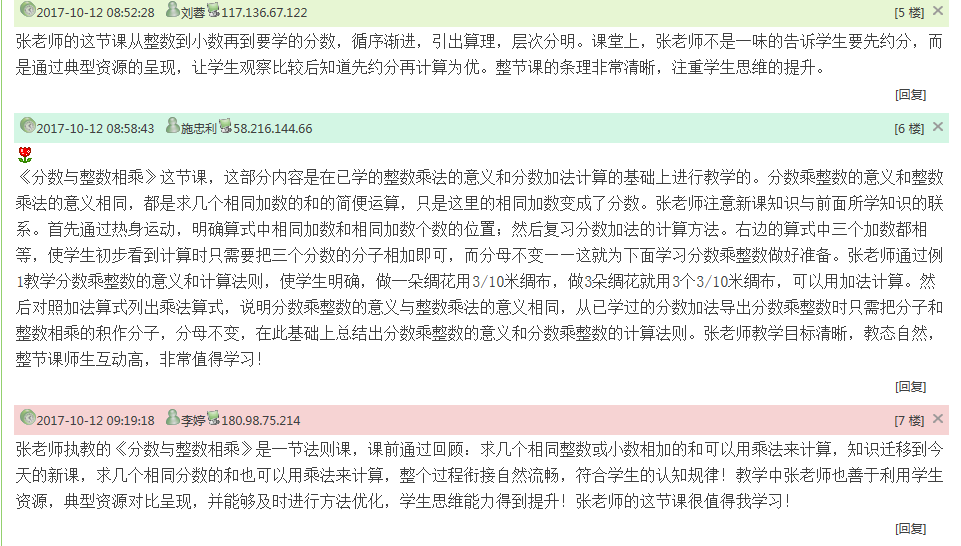 2017-10-12 08:52:28 刘蓉 117.136.67.122 [5 楼] ×
张老师的这节课从整数到小数再到要学的分数，循序渐进，引出算理，层次分明。课堂上，张老师不是一味的告诉学生要先约分，而
是通过典型资源的呈现，让学生观察比较后知道先约分再计算为优。整节课的条理非常清晰，注重学生思维的提升。
[回复]
2017-10-12 08:58:43 施忠利 58.216.144.66 [6 楼] ×
《分数与整数相乘》这节课，这部分内容是在已学的整数乘法的意义和分数加法计算的基础上进行教学的。分数乘整数的意义和整数
乘法的意义相同，都是求几个相同加数的和的简便运算，只是这里的相同加数变成了分数。张老师注意新课知识与前面所学知识的联
系。首先通过热身运动，明确算式中相同加数和相同加数个数的位置；然后复习分数加法的计算方法。右边的算式中三个加数都相
等，使学生初步看到计算时只需要把三个分数的分子相加即可，而分母不变——这就为下面学习分数乘整数做好准备。张老师通过例
1教学分数乘整数的意义和计算法则，使学生明确，做一朵绸花用3/10米绸布，做3朵绸花就用3个3/10米绸布，可以用加法计算。然
后对照加法算式列出乘法算式，说明分数乘整数的意义与整数乘法的意义相同，从已学过的分数加法导出分数乘整数时只需把分子和
整数相乘的积作分子，分母不变，在此基础上总结出分数乘整数的意义和分数乘整数的计算法则。张老师教学目标清晰，教态自然，
整节课师生互动高，非常值得学习！
[回复]
2017-10-12 09:19:18 李婷 180.98.75.214 [7 楼] ×
张老师执教的《分数与整数相乘》是一节法则课，课前通过回顾：求几个相同整数或小数相加的和可以用乘法来计算，知识迁移到今
天的新课，求几个相同分数的和也可以用乘法来计算，整个过程衔接自然流畅，符合学生的认知规律！教学中张老师也善于利用学生
资源，典型资源对比呈现，并能够及时进行方法优化，学生思维能力得到提升！张老师的这节课很值得我学习！
[回复]